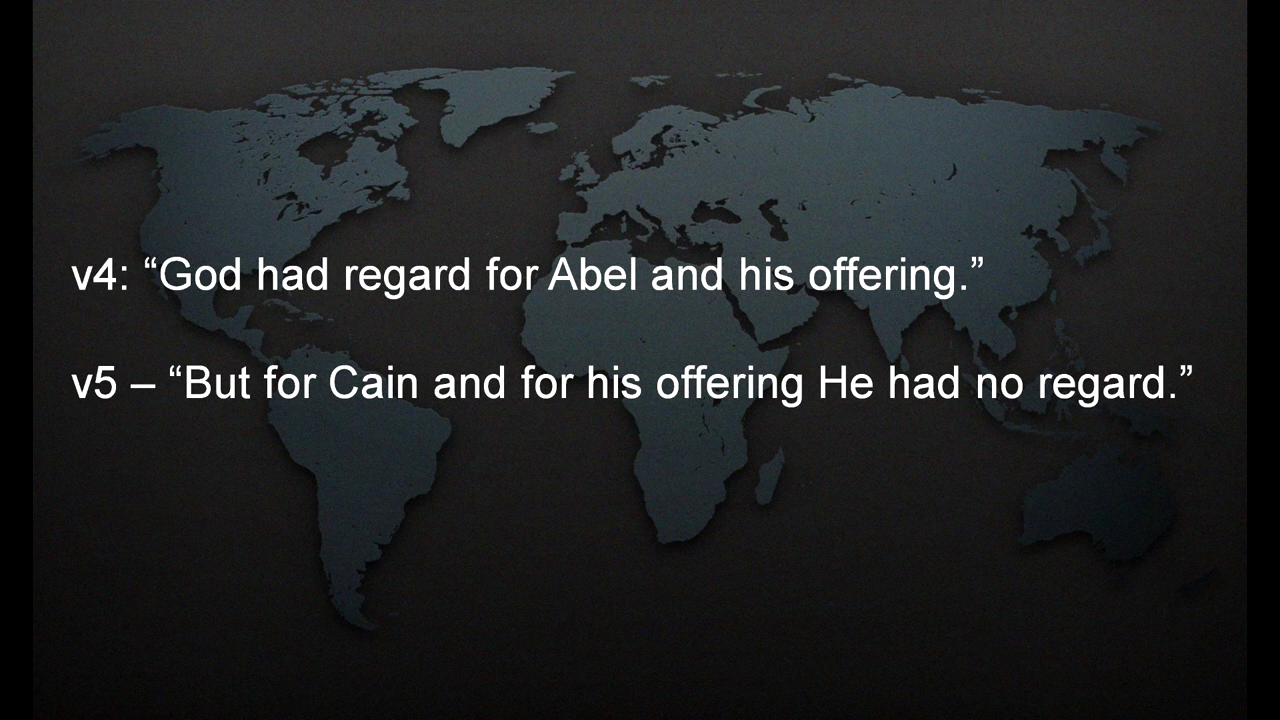 v4: “God had regard for Abel and his offering.”
v5 – “But for Cain and for his offering He had no regard.”